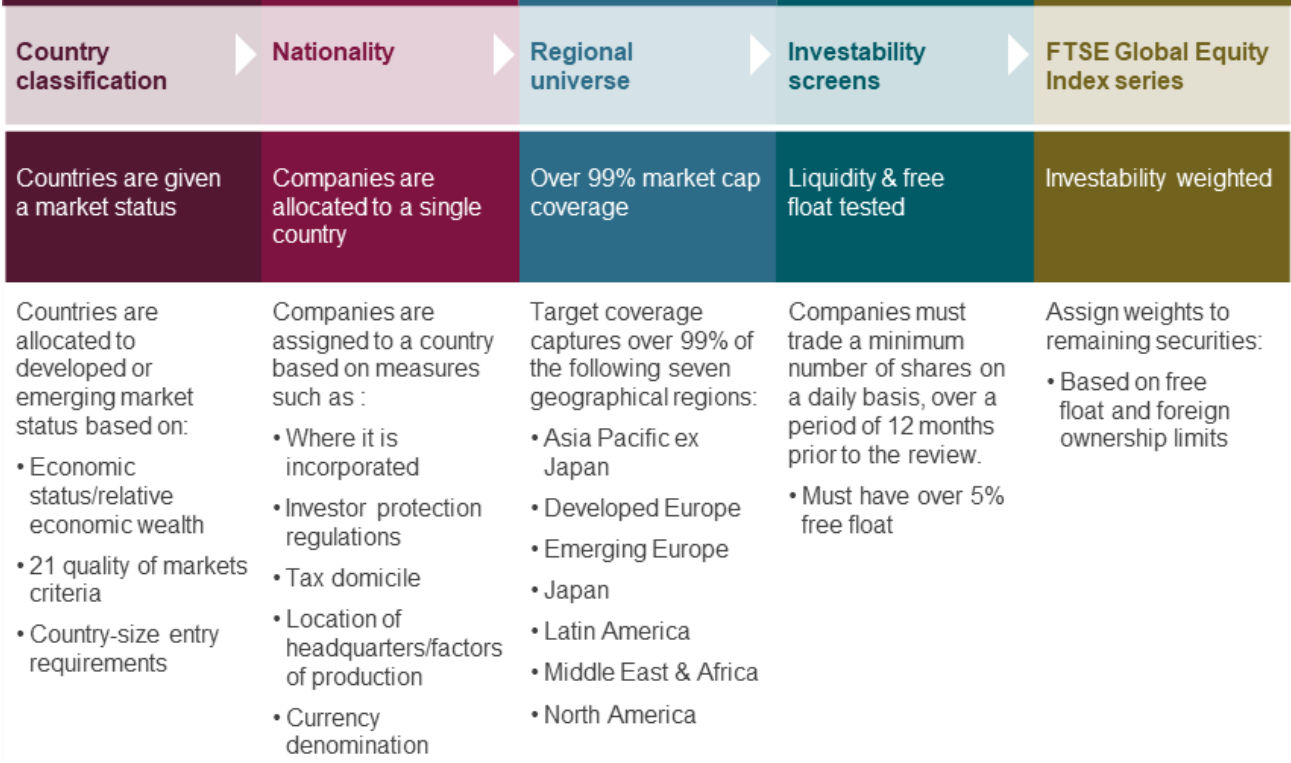 Country
classification
Nationality
Regional
universe
Investability
screens
FTSE Global Equity
Index series
Countries are given
a market status
Companies are
allocated to a single
country
Over 99% market cap
coverage
Liquidity & free
float tested
Investability weighted
Countries are
allocated to
developed or
emerging market
status based on:
• Economic
status/relative
economic wealth
• 21 quality of markets
criteria
• Country-size entry
requirements
Companies are
assigned to a country
based on measures
such as :
• Where it is
incorporated
• Investor protection
regulations
• Tax domicile
• Location of
headquarters/factors
of production
• Currency
denomination
Target coverage
captures over 99% of
the following seven
geographical regions:
• Asia Pacific ex
Japan
• Developed Europe
• Emerging Europe
• Japan
• Latin America
• Middle East & Africa
• North America
Companies must
trade a minimum
number of shares on
a daily basis, over a
period of 12 months
prior to the review.
• Must have over 5%
free float
Assign weights to
remaining securities:
• Based on free
float and foreign
ownership limits